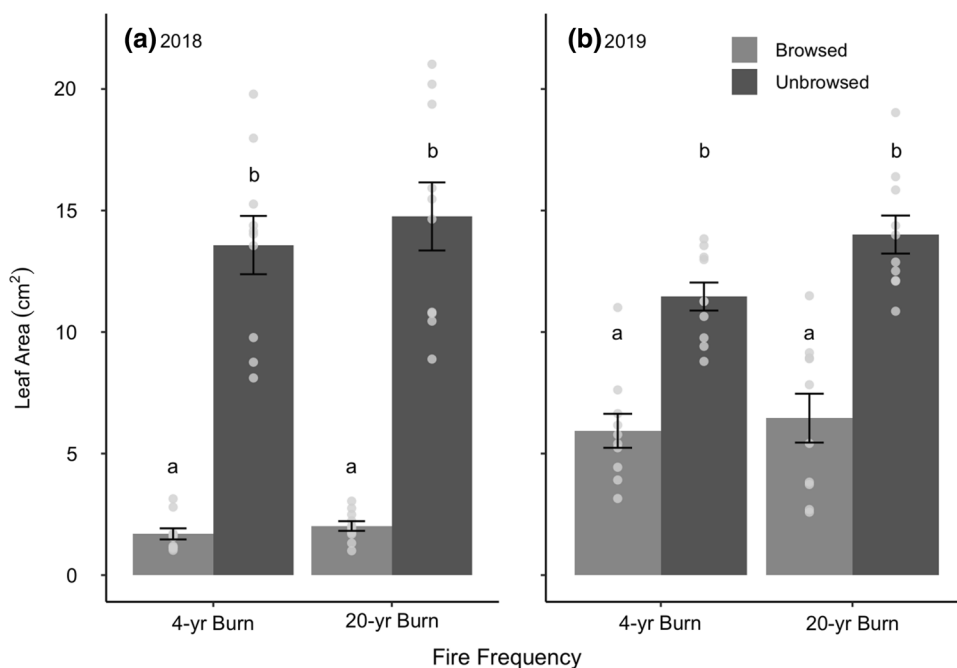 (a) 2018
(b) 2019
Browsed
Unbrowsed
Leaf Area (cm²)
20
15
10
5
0
a
b
a
b
a
b
a
b
4-yr Burn
20-yr Burn
4-yr Burn
20-yr Burn
Fire Frequency